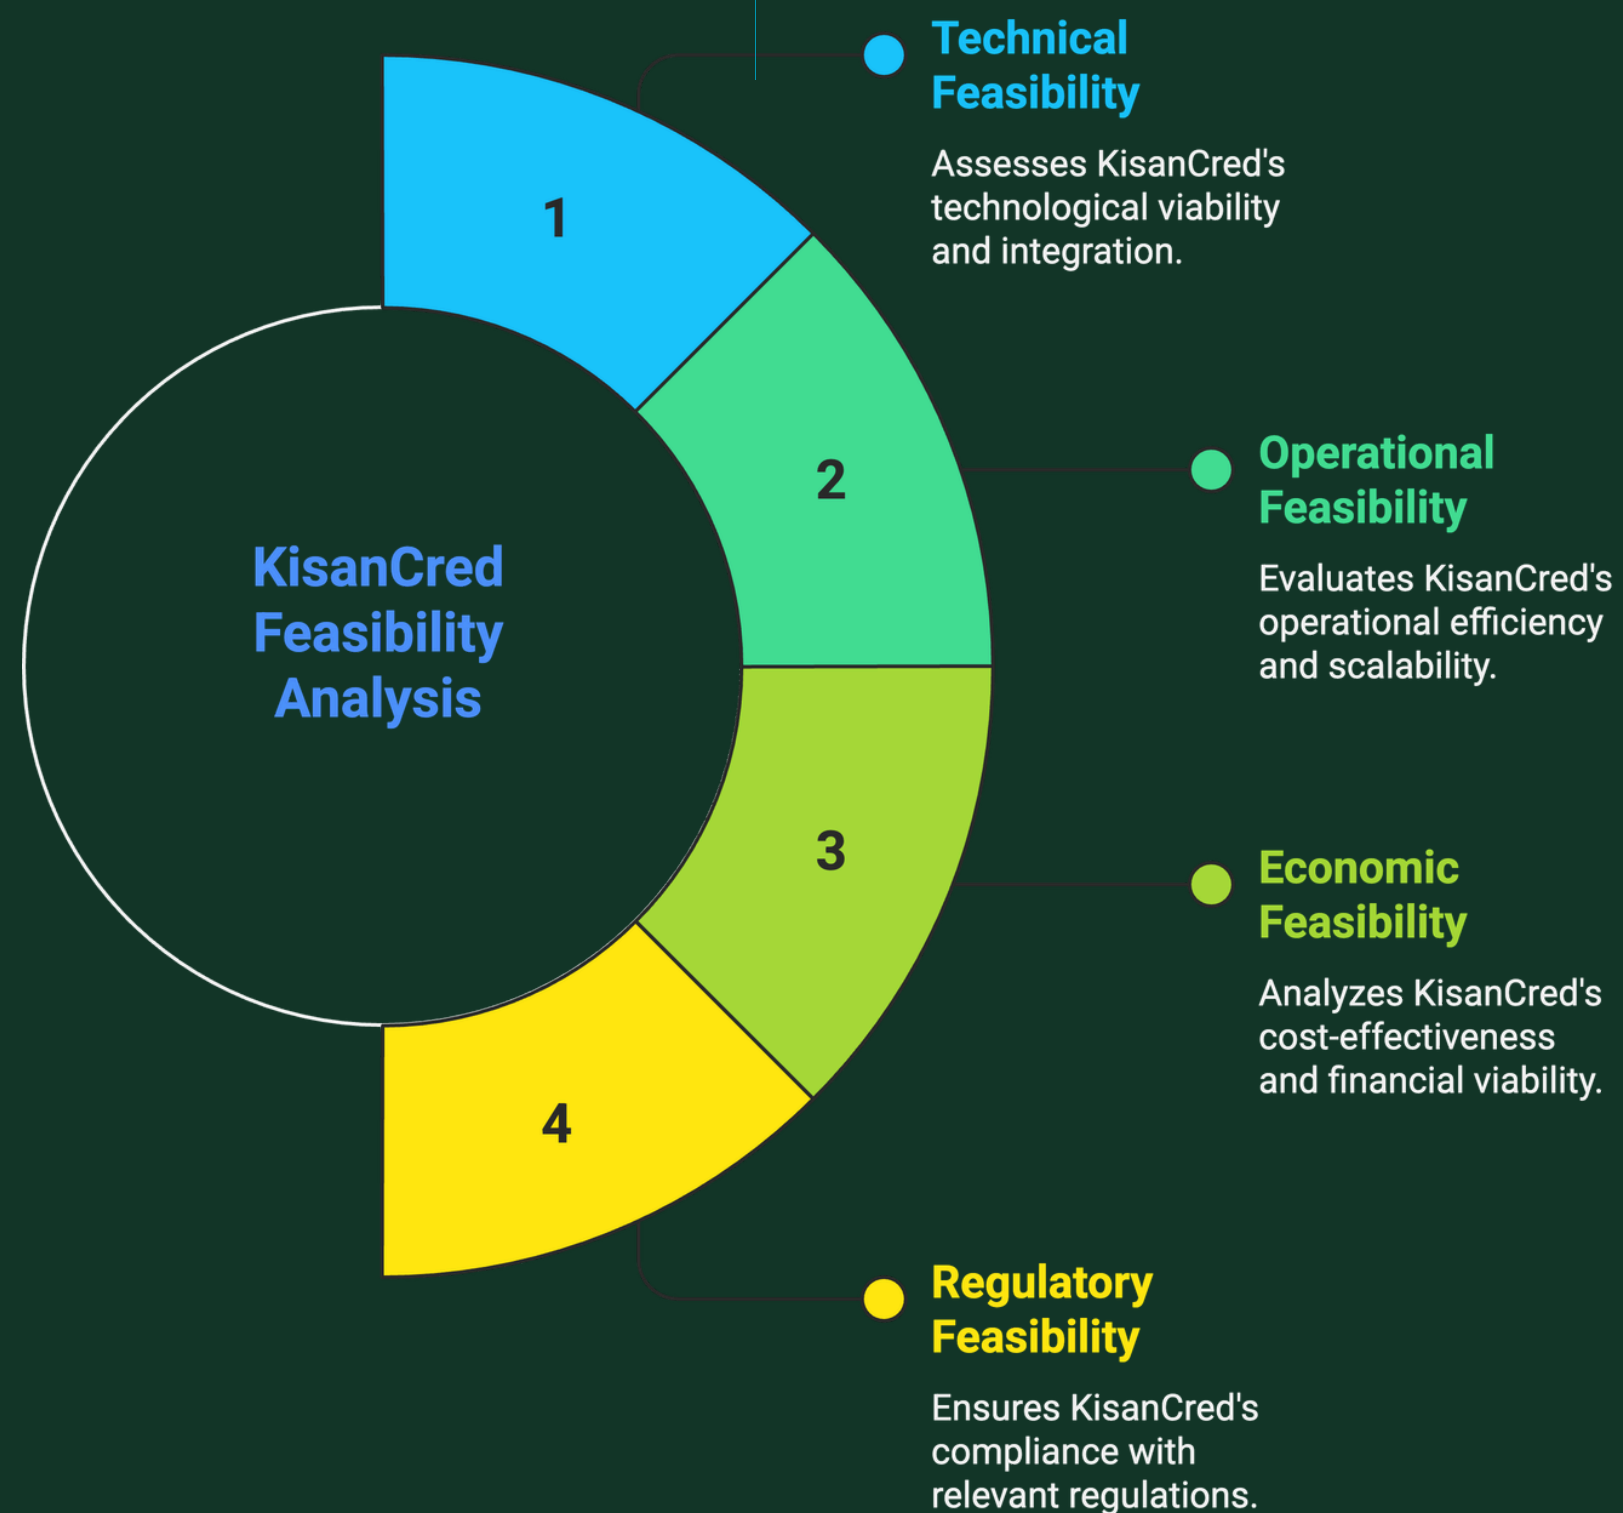 Technical
Feasibility
Assesses KisanCred's
technological viability
and integration.
1
2
Operational
Feasibility
Evaluates KisanCred's
operational efficiency
and scalability.
KisanCred
Feasibility
Analysis
3
Economic
Feasibility
Analyzes KisanCred's
cost-effectiveness
and financial viability.
4
Regulatory
Feasibility
Ensures KisanCred's
compliance with
relevant regulations.